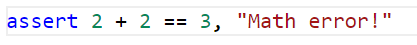 assert 2 + 2 == 3, "Math error!"